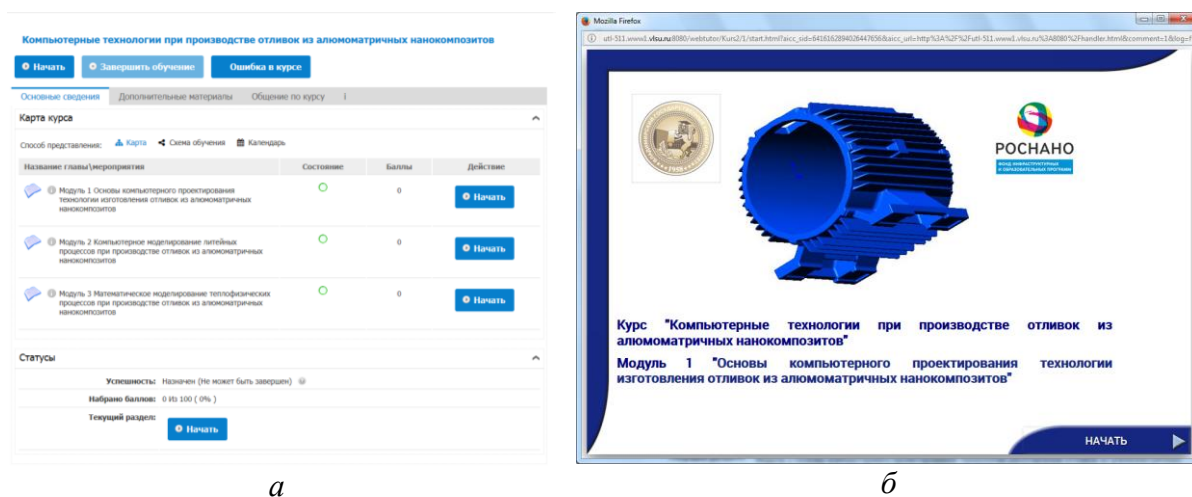 Компьютерные технологии при производстве отливок из алюмоматричных нанокомпозитов
Начать
Завершить обучение
Ошибка в курсе
Основные сведения
Дополнительные материалы
Общение по курсу
Карта курса
Способ представления:
Карта
Схема обучения
Календарь
Название главы\мероприятия
Состояние
Баллы
Действие
Модуль 1 Основы компьютерного проектирования
технологии изготовления отливок из алюмоматричных
нанокомпозитов
0
Начать
Модуль 2 Компьютерное моделирование литейных
процессов при производстве отливок из алюмоматричных
нанокомпозитов
0
Начать
Модуль 3 Математическое моделирование теплофизических
процессов при производстве отливок из алюмоматричных
нанокомпозитов
0
Начать
Статусы
Успешность: Назначен (Не может быть завершен)
Набрано баллов: 0 из 100 ( 0% )
Текущий раздел:
Начать
а
Mozilla Firefox
РОСНАНО
ФОНД ИНФРАСТРУКТУРНЫХ
И ОБРАЗОВАТЕЛЬНЫХ ПРОГРАММ
Курс "Компьютерные технологии при производстве отливок из
алюмоматричных нанокомпозитов"
Модуль 1 "Основы компьютерного проектирования технологии
изготовления отливок из алюмоматричных нанокомпозитов"
НАЧАТЬ
б